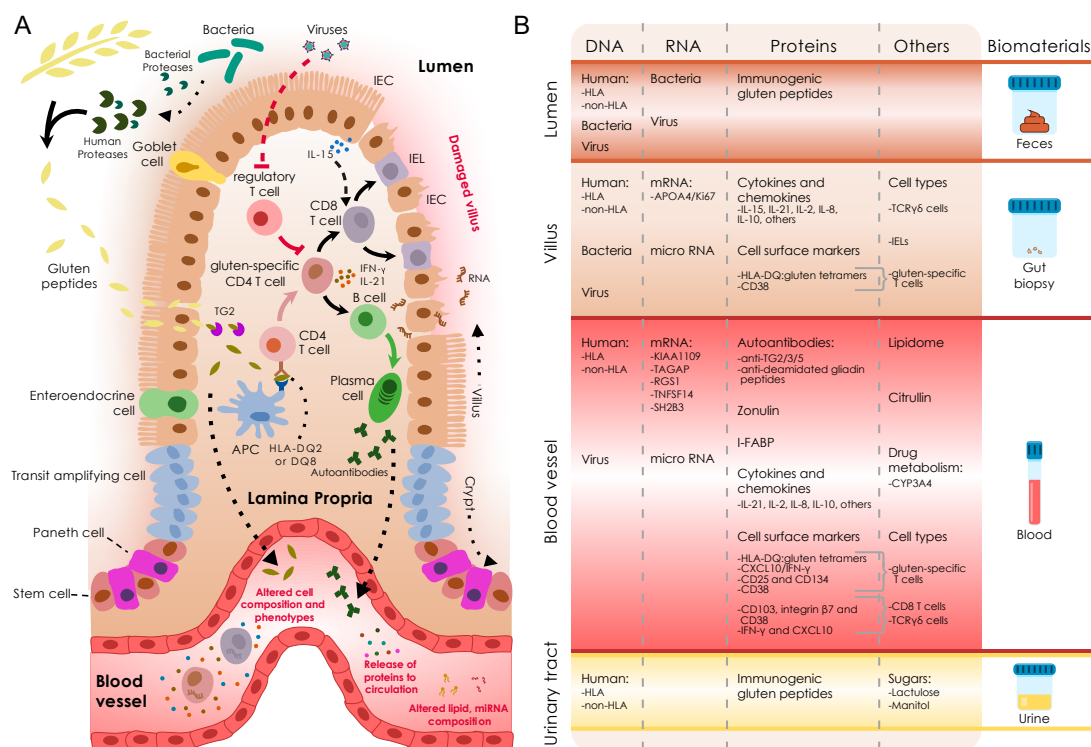 A
Bacteria
Viruses
Bacterial
Proteases
Lumen
IEC
Human
Proteases
Goblet
cell
IL-15
IEL
regulatory
T cell
CD8
T cell
IEC
Damaged villus
Gluten
peptides
gluten-specific
CD4 T cell
IFN-γ
IL-21
RNA
B cell
TG2
CD4
T cell
Enteroendocrine
cell
Plasma
cell
Villus
APC
HLA-DQ2
or DQ8
Autoantibodies
Transit amplifying cell
Lamina Propria
Crypt
Paneth cell
Stem cell
Altered cell
composition and
phenotypes
Blood
vessel
Release of
proteins to
circulation
Altered lipid, miRNA
composition
B
DNA
RNA
Proteins
Others
Biomaterials
Lumen
Human:
-HLA
-non-HLA
Bacteria
Virus
Bacteria
Virus
Immunogenic
gluten peptides
Feces
Villus
Human:
-HLA
-non-HLA
Bacteria
Virus
mRNA:
-APOA4/Ki67
micro RNA
Cytokines and
chemokines
-IL-15, IL-21, IL-2, IL-8,
IL-10, others
Cell surface markers
-HLA-DQ:gluten tetramers
-CD38
Cell types
-TCRγδ cells
-IELs
-gluten-specific
T cells
Gut
biopsy
Blood vessel
Human:
-HLA
-non-HLA
Virus
mRNA:
-KIAA1109
-TAGAP
-RGS1
-TNFSF14
-SH2B3
micro RNA
Autoantibodies:
-anti-TG2/3/5
-anti-deamidated gliadin
peptides
Zonulin
I-FABP
Cytokines and
chemokines
-IL-21, IL-2, IL-8, IL-10, others
Cell surface markers
-HLA-DQ:gluten tetramers
-CXCL10/IFN-γ
-CD25 and CD134
-CD38
-CD103, integrin β7 and
CD38
-IFN-γ and CXCL10
Lipidome
Citrullin
Drug
metabolism:
-CYP3A4
Cell types
-gluten-specific
T cells
-CD8 T cells
-TCRγδ cells
Blood
Urinary tract
Human:
-HLA
-non-HLA
Immunogenic
gluten peptides
Sugars:
-Lactulose
-Manitol
Urine